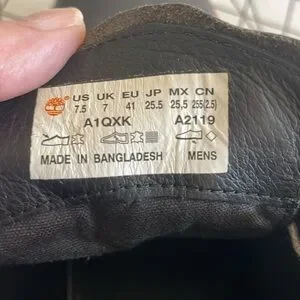 US UK EU JP MX CN
7.5 7 41 25.5 25.5 255(2.5)
A1QXK A2119
MADE IN BANGLADESH MENS